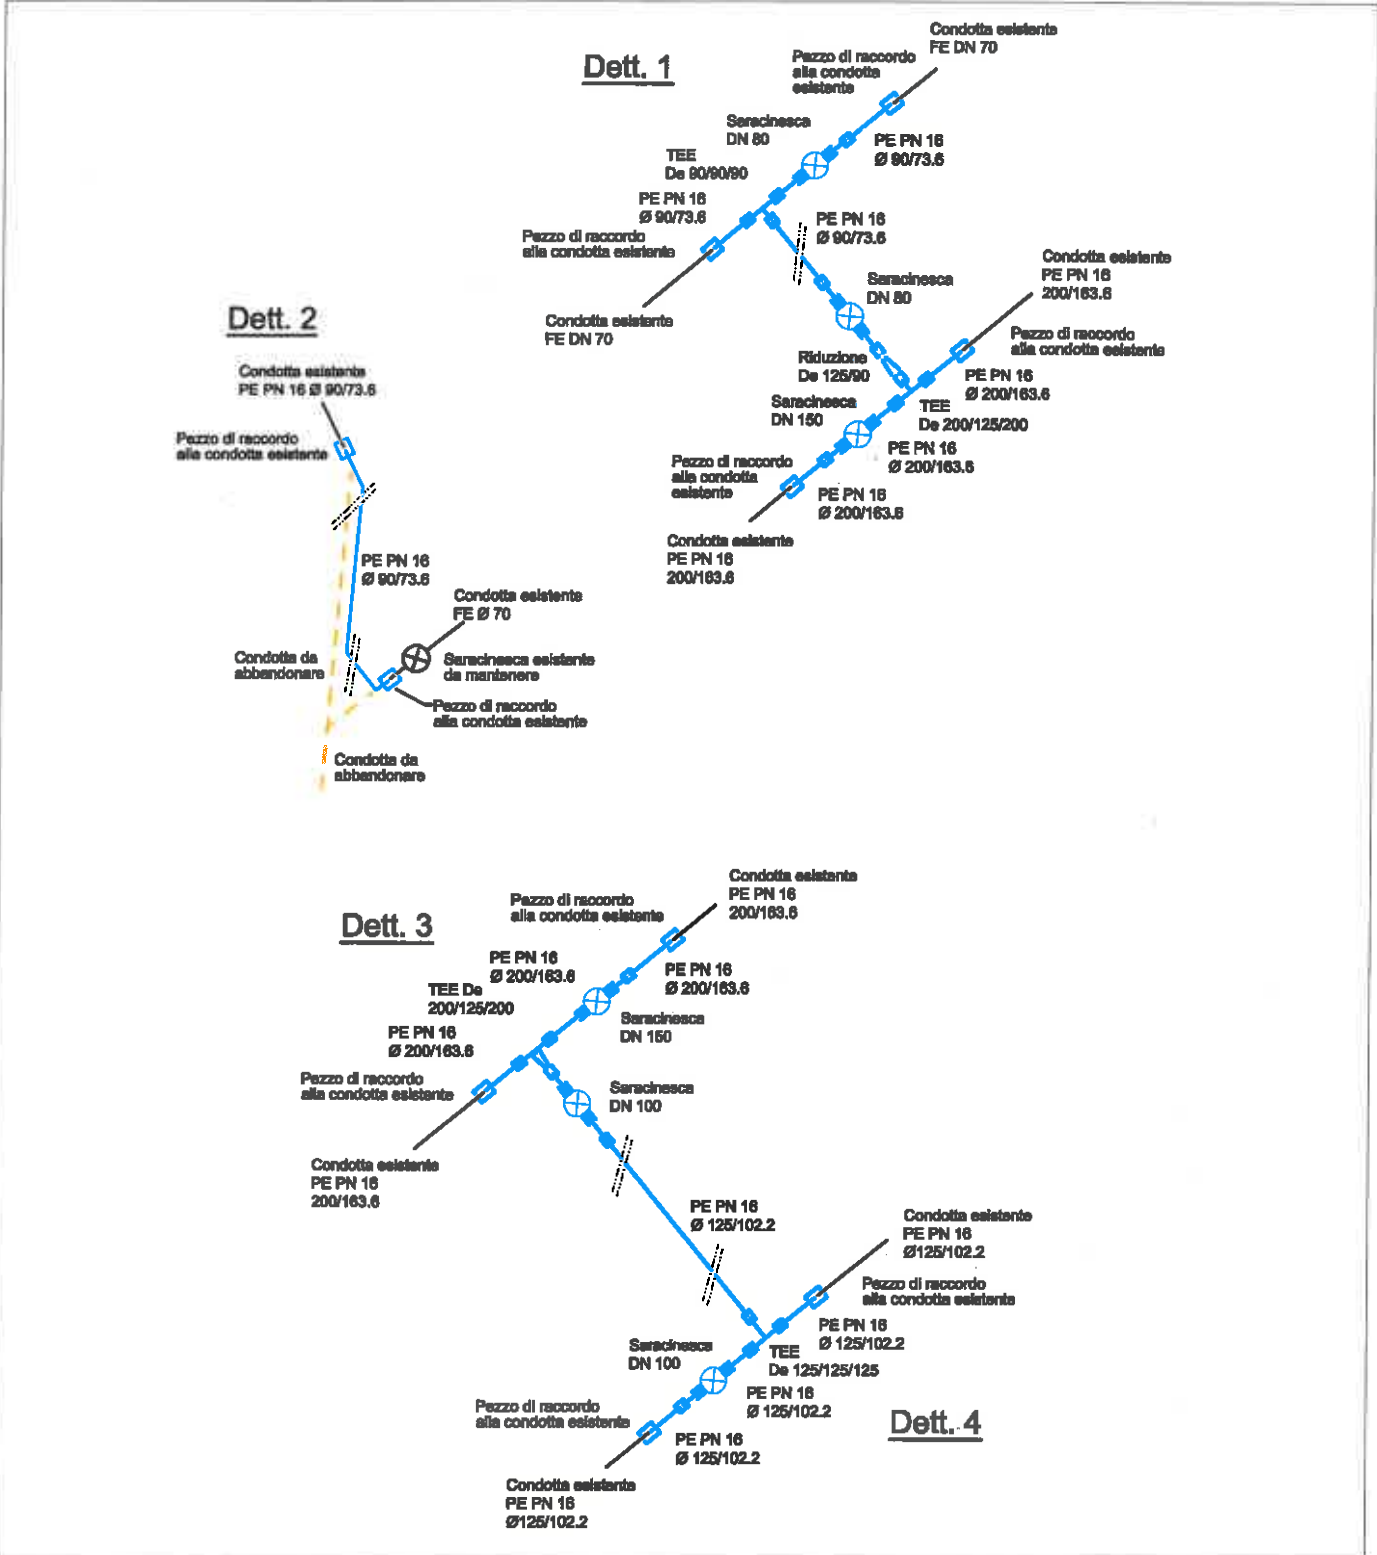 Dett. 1
Condotta esistente
FE DN 70
Pezzo di raccordo
alla condotta
esistente
Saracinesca
DN 80
PE PN 16
Ø 90/73.6
TEE
De 90/90/90
PE PN 16
Ø 90/73.6
PE PN 16
Ø 90/73.6
Pezzo di raccordo
alla condotta esistente
Condotta esistente
FE DN 70
Saracinesca
DN 80
Condotta esistente
PE PN 16
200/163.6
Pezzo di raccordo
alla condotta esistente
Riduzione
De 125/90
PE PN 16
Ø 200/163.6
Saracinesca
DN 150
TEE
De 200/125/200
PE PN 16
Ø 200/163.6
Pezzo di raccordo
alla condotta
esistente
PE PN 16
Ø 200/163.6
Condotta esistente
PE PN 16
200/163.6
Dett. 2
Condotta esistente
PE PN 16 Ø 90/73.6
Pezzo di raccordo
alla condotta esistente
PE PN 16
Ø 90/73.6
Condotta esistente
FE Ø 70
Condotta da
abbandonare
Saracinesca esistente
da mantenere
Pezzo di raccordo
alla condotta esistente
Condotta da
abbandonare
Dett. 3
Condotta esistente
PE PN 16
200/163.6
Pezzo di raccordo
alla condotta esistente
PE PN 16
Ø 200/163.6
PE PN 16
Ø 200/163.6
TEE De
200/125/200
Saracinesca
DN 150
PE PN 16
Ø 200/163.6
Pezzo di raccordo
alla condotta esistente
Saracinesca
DN 100
Condotta esistente
PE PN 16
200/163.6
PE PN 16
Ø 125/102.2
Condotta esistente
PE PN 16
Ø125/102.2
Pezzo di raccordo
alla condotta esistente
PE PN 16
Ø 125/102.2
Saracinesca
DN 100
TEE
De 125/125/125
PE PN 16
Ø 125/102.2
Pezzo di raccordo
alla condotta esistente
PE PN 16
Ø 125/102.2
Dett. 4
Condotta esistente
PE PN 16
Ø125/102.2